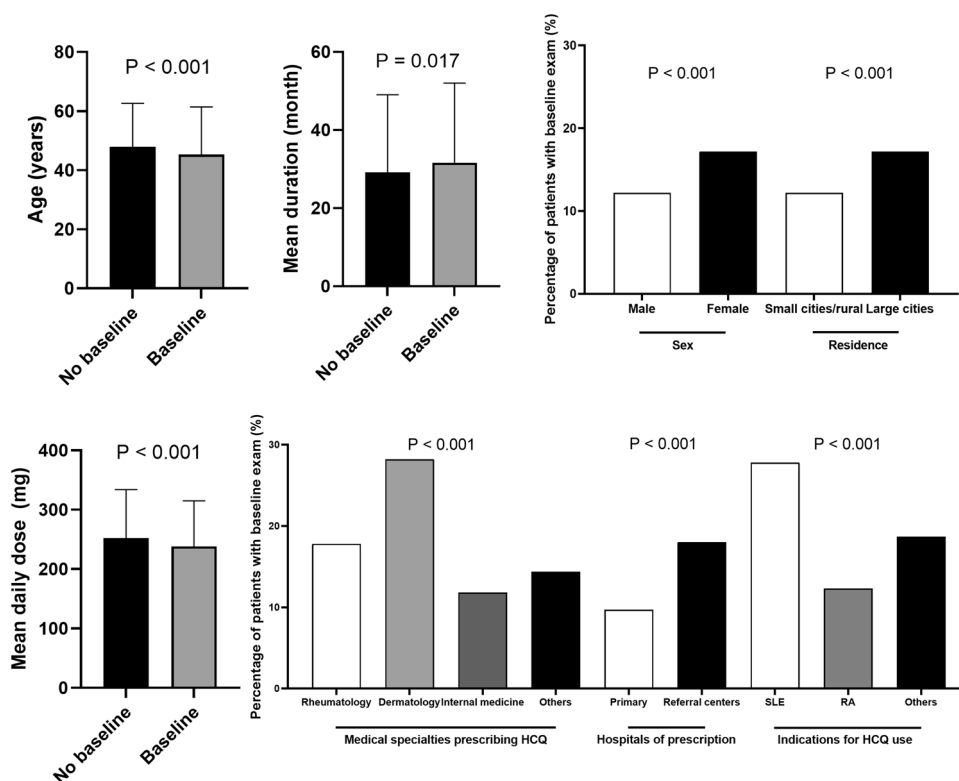 Age (years)
80
60
40
20
0
P < 0.001
No baseline
Baseline
Mean duration (month)
60
40
20
0
P = 0.017
No baseline
Baseline
Percentage of patients with baseline exam (%)
30
20
10
0
P < 0.001
P < 0.001
Male
Female
Small cities/rural
Large cities
Sex
Residence
Mean daily dose (mg)
400
300
200
100
0
P < 0.001
No baseline
Baseline
Percentage of patients with baseline exam (%)
30
20
10
0
P < 0.001
P < 0.001
P < 0.001
Rheumatology
Dermatology
Internal medicine
Others
Primary
Referral centers
SLE
RA
Others
Medical specialties prescribing HCQ
Hospitals of prescription
Indications for HCQ use